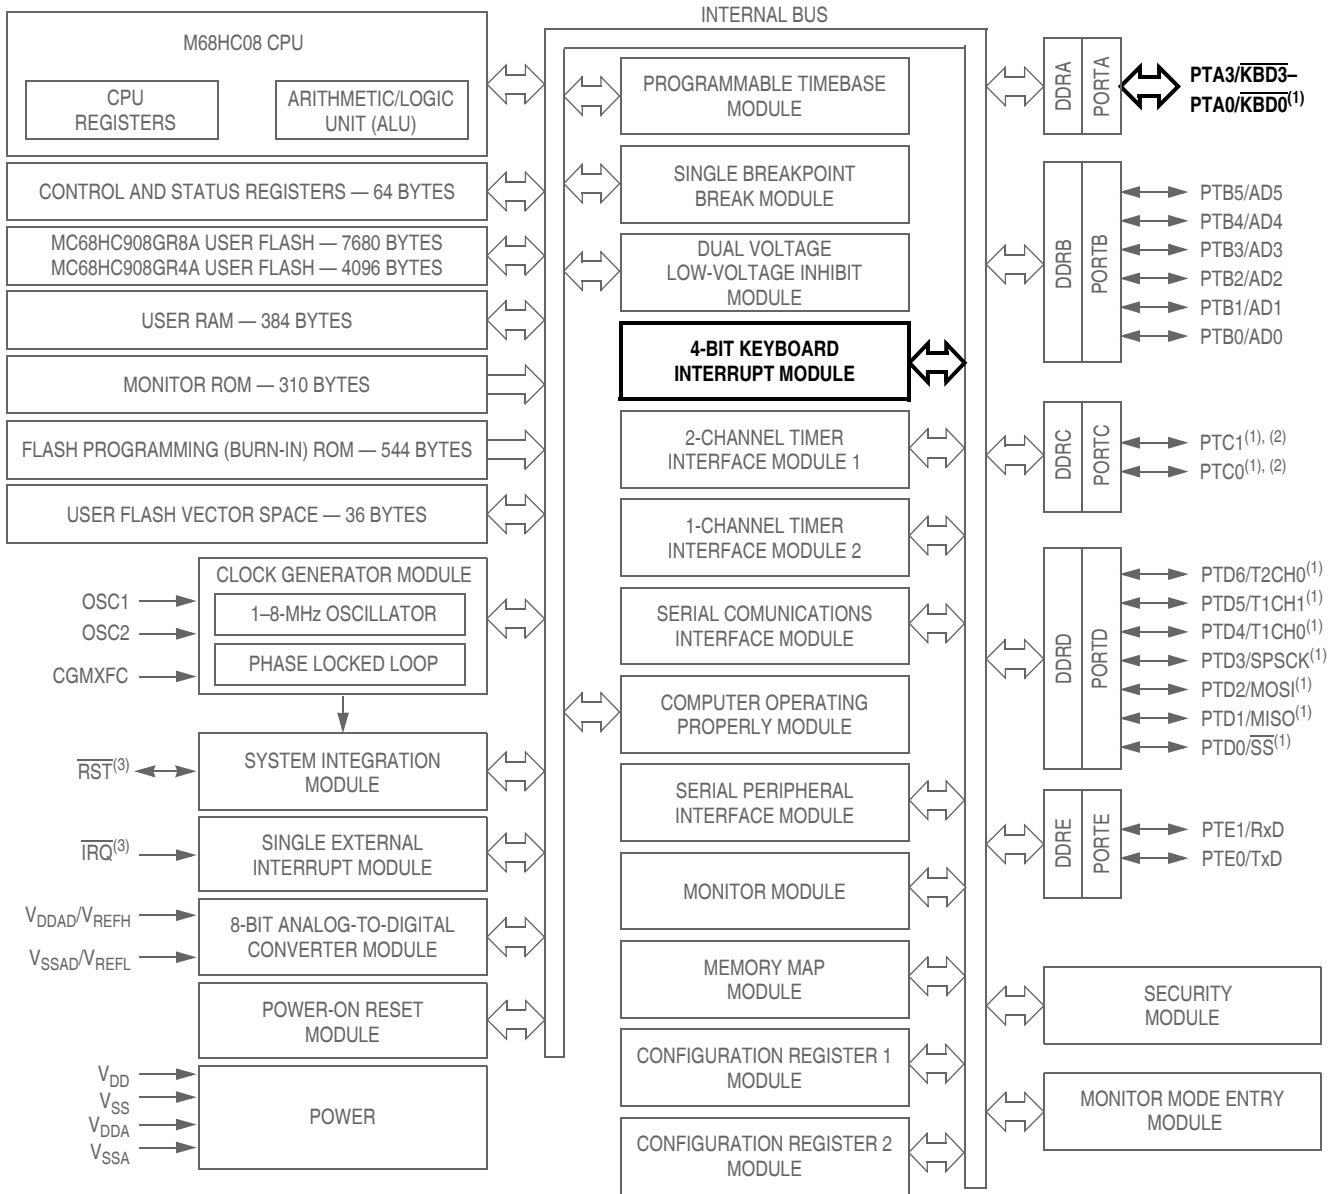 INTERNAL BUS
M68HC08 CPU
CPU
REGISTERS
ARITHMETIC/LOGIC
UNIT (ALU)
CONTROL AND STATUS REGISTERS — 64 BYTES
MC68HC908GR8A USER FLASH — 7680 BYTES
MC68HC908GR4A USER FLASH — 4096 BYTES
USER RAM — 384 BYTES
MONITOR ROM — 310 BYTES
FLASH PROGRAMMING (BURN-IN) ROM — 544 BYTES
USER FLASH VECTOR SPACE — 36 BYTES
CLOCK GENERATOR MODULE
1–8-MHz OSCILLATOR
PHASE LOCKED LOOP
OSC1
OSC2
CGMXFC
SYSTEM INTEGRATION
MODULE
RST(3)
SINGLE EXTERNAL
INTERRUPT MODULE
IRQ(3)
8-BIT ANALOG-TO-DIGITAL
CONVERTER MODULE
VDDAD/VREFH
VSSAD/VREFL
POWER-ON RESET
MODULE
POWER
VDD
VSS
VDDA
VSSA
PROGRAMMABLE TIMEBASE
MODULE
SINGLE BREAKPOINT
BREAK MODULE
DUAL VOLTAGE
LOW-VOLTAGE INHIBIT
MODULE
4-BIT KEYBOARD
INTERRUPT MODULE
2-CHANNEL TIMER
INTERFACE MODULE 1
1-CHANNEL TIMER
INTERFACE MODULE 2
SERIAL COMUNICATIONS
INTERFACE MODULE
COMPUTER OPERATING
PROPERLY MODULE
SERIAL PERIPHERAL
INTERFACE MODULE
MONITOR MODULE
MEMORY MAP
MODULE
CONFIGURATION REGISTER 1
MODULE
CONFIGURATION REGISTER 2
MODULE
DDRA
PORTA
PTA3/KBD3–
PTA0/KBD0(1)
DDRB
PORTB
PTB5/AD5
PTB4/AD4
PTB3/AD3
PTB2/AD2
PTB1/AD1
PTB0/AD0
DDRC
PORTC
PTC1(1), (2)
PTC0(1), (2)
DDRD
PORTD
PTD6/T2CH0(1)
PTD5/T1CH1(1)
PTD4/T1CH0(1)
PTD3/SPSCK(1)
PTD2/MOSI(1)
PTD1/MISO(1)
PTD0/SS(1)
DDRE
PORTE
PTE1/RxD
PTE0/TxD
SECURITY
MODULE
MONITOR MODE ENTRY
MODULE